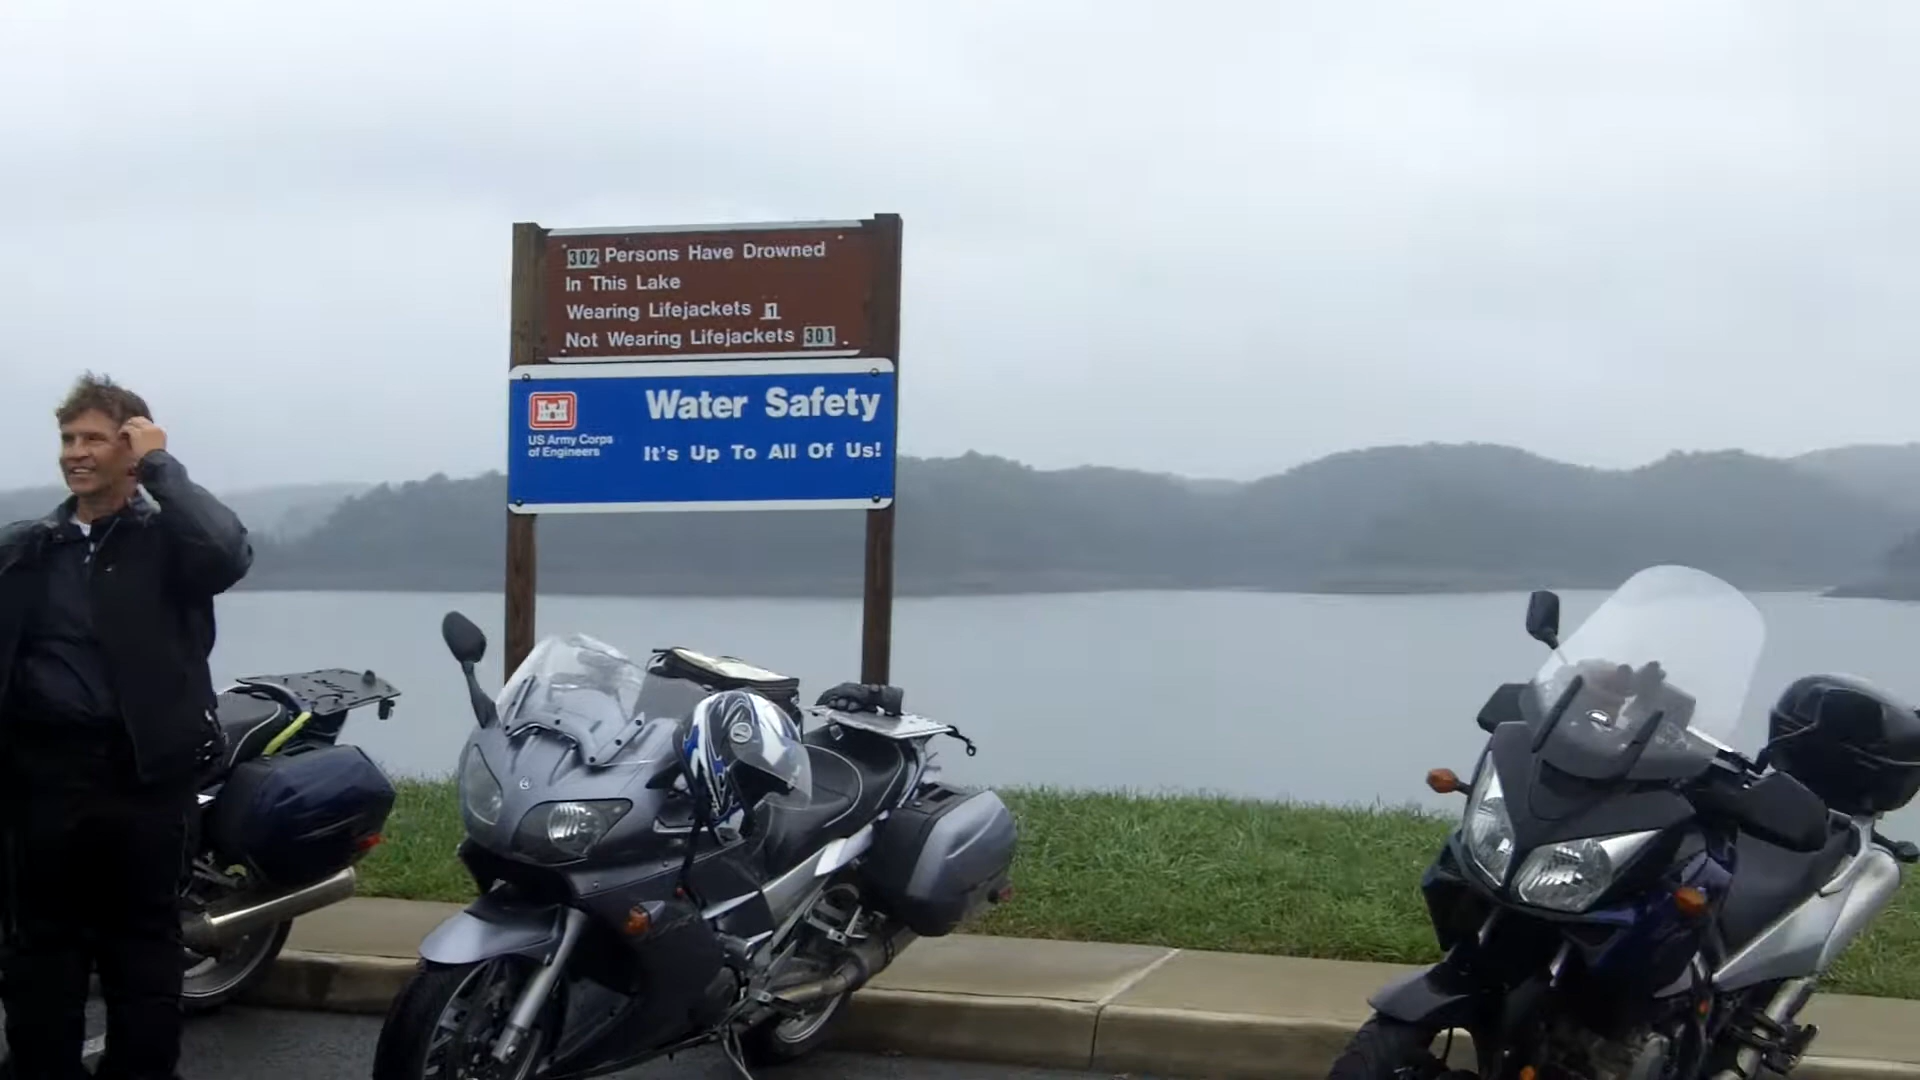 302 Persons Have Drowned
In This Lake
Wearing Lifejackets 1
Not Wearing Lifejackets 301
Water Safety
US Army Corps
of Engineers
It's Up To All Of Us!